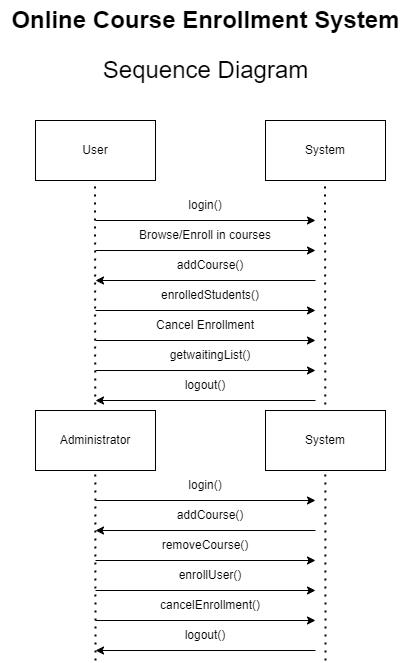 Online Course Enrollment System
Sequence Diagram
User
System
login()
Browse/Enroll in courses
addCourse()
enrolledStudents()
Cancel Enrollment
getwaitingList()
logout()
Administrator
System
login()
addCourse()
removeCourse()
enrollUser()
cancelEnrollment()
logout()